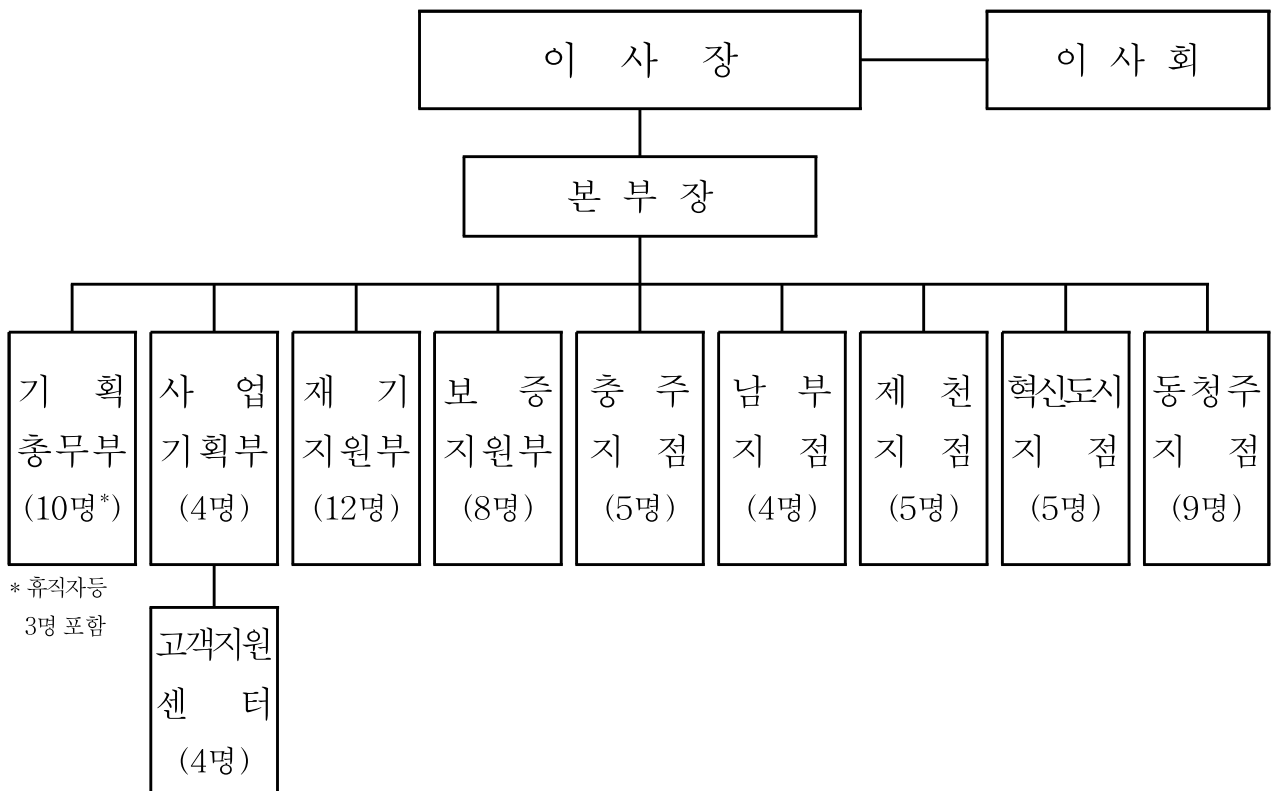 이 사 장
이 사 회
본 부 장
기 획
총무부
(10명*)
사 업
기획부
(4명)
재 기
지원부
(12명)
보 증
지원부
(8명)
충 주
지 점
(5명)
남 부
지 점
(4명)
제 천
지 점
(5명)
혁신도시
지 점
(5명)
동청주
지 점
(9명)
* 휴직자등
3명 포함
고객지원
센 터
(4명)